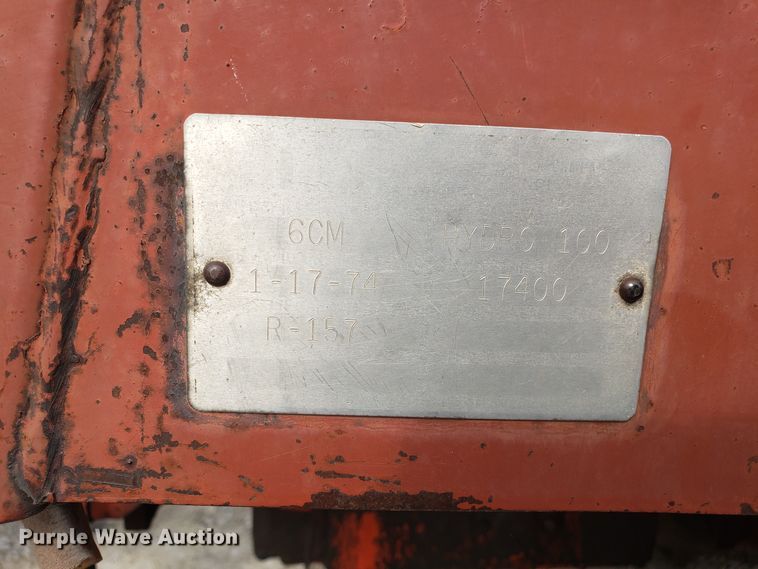 6CM HYDRO 100
1-17-74 17400
R-157
Purple Wave Auction